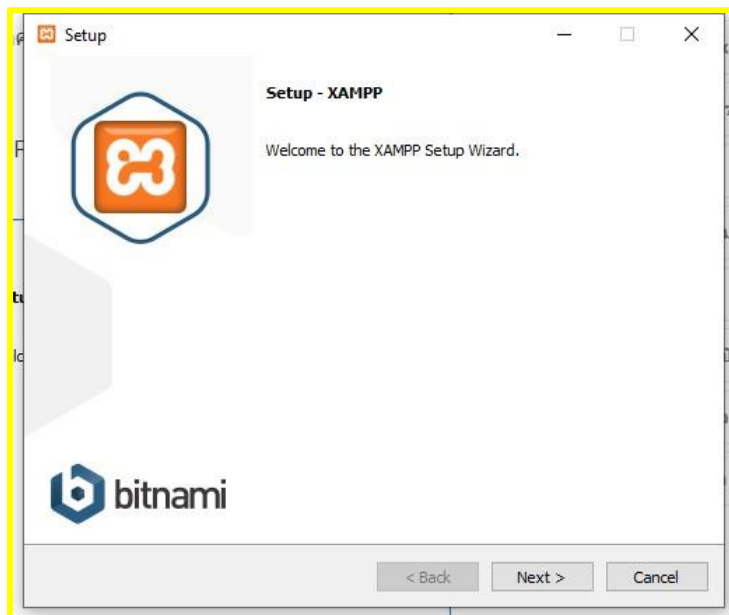 Setup
Setup - XAMPP
Welcome to the XAMPP Setup Wizard.
bitnami
< Back
Next >
Cancel